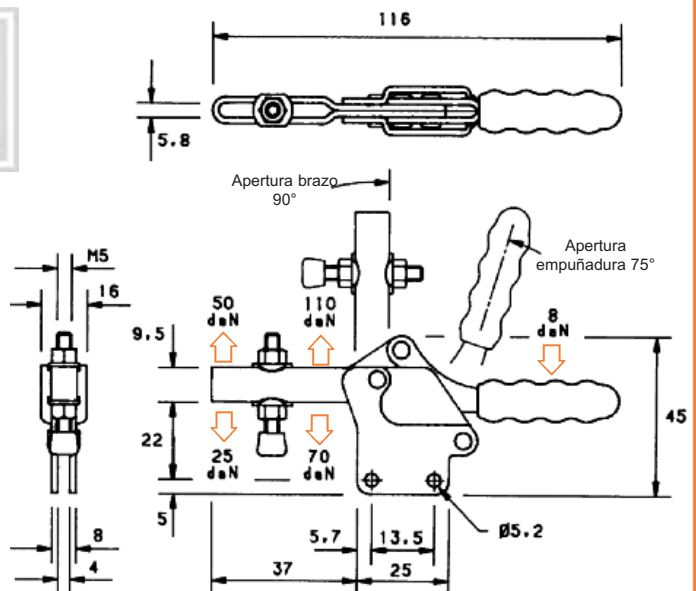 116
5.8
Apertura brazo
90°
Apertura
empuñadura 75°
M5
16
50
daN
110
daN
8
daN
9,5
45
22
25
daN
70
daN
5
Ø5.2
5,7
13.5
8
4
37
25